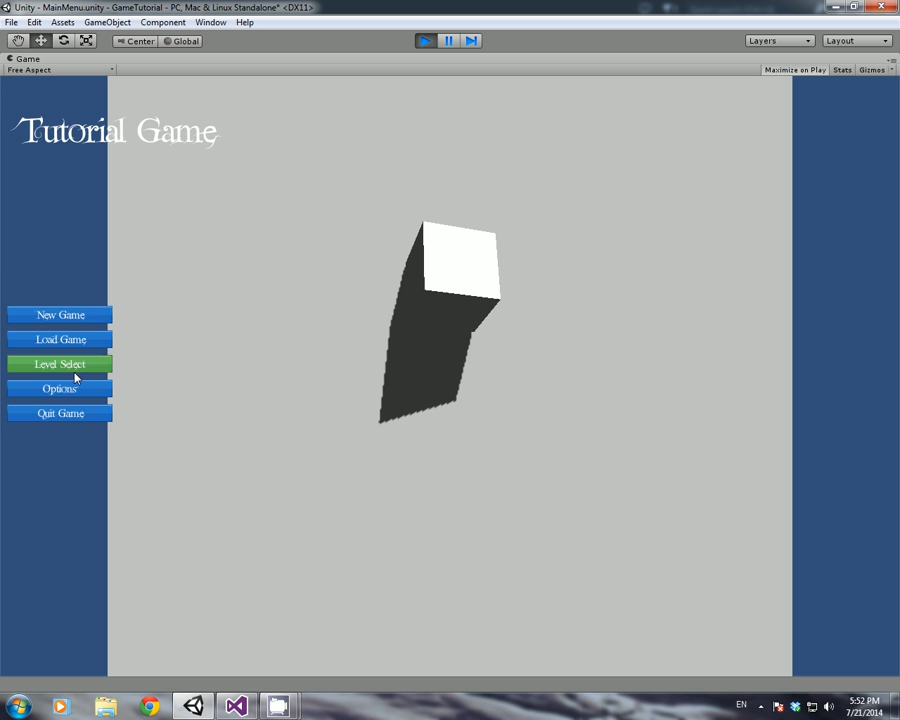 Unity - MainMenu.unity - GameTutorial - PC, Mac & Linux Standalone* <DX11>
File Edit Assets GameObject Component Window Help
Center Global Layers Layout
Game
Free Aspect Maximize on Play Stats Gizmos
Tutorial Game
New Game
Load Game
Level Select
Options
Quit Game
EN 5:52 PM
7/21/2014